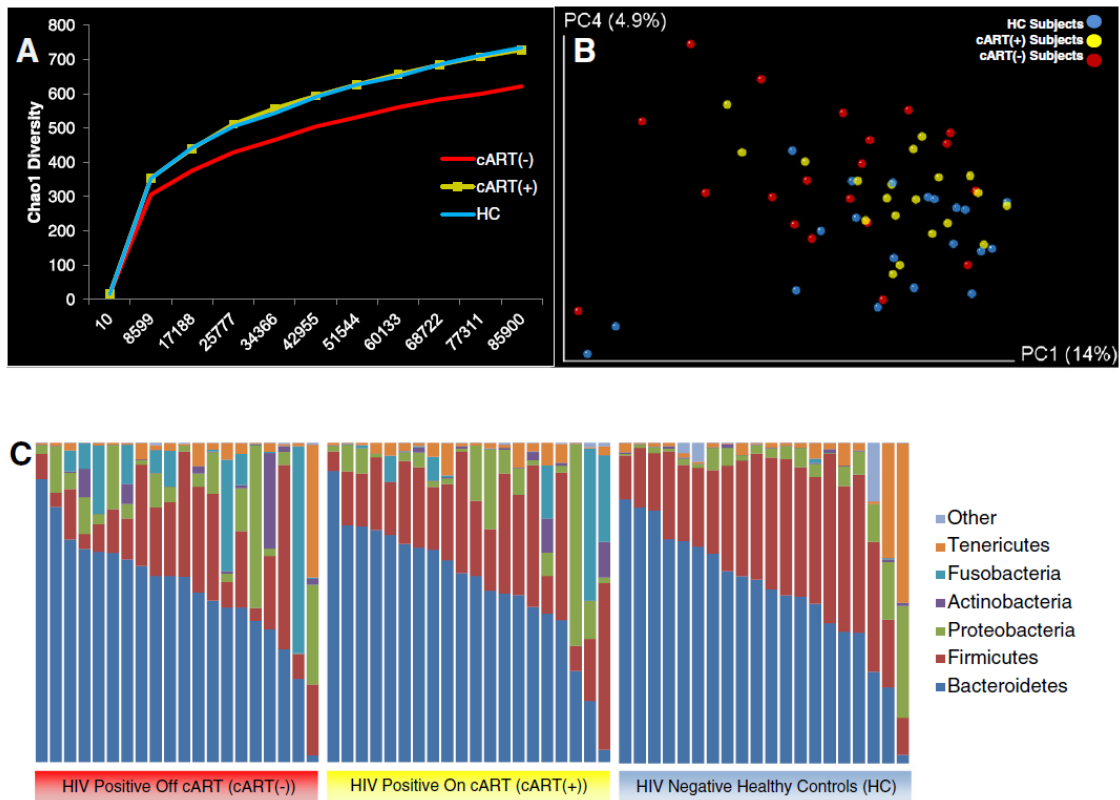 A
800
700
600
500
400
300
200
100
0
Chao1 Diversity
cART(-)
cART(+)
HC
10
8599
17188
25777
34366
42955
51544
60133
68722
77311
85900
PC4 (4.9%)
B
HC Subjects
cART(+) Subjects
cART(-) Subjects
PC1 (14%)
C
Other
Tenericutes
Fusobacteria
Actinobacteria
Proteobacteria
Firmicutes
Bacteroidetes
HIV Positive Off cART (cART(-))
HIV Positive On cART (cART(+))
HIV Negative Healthy Controls (HC)